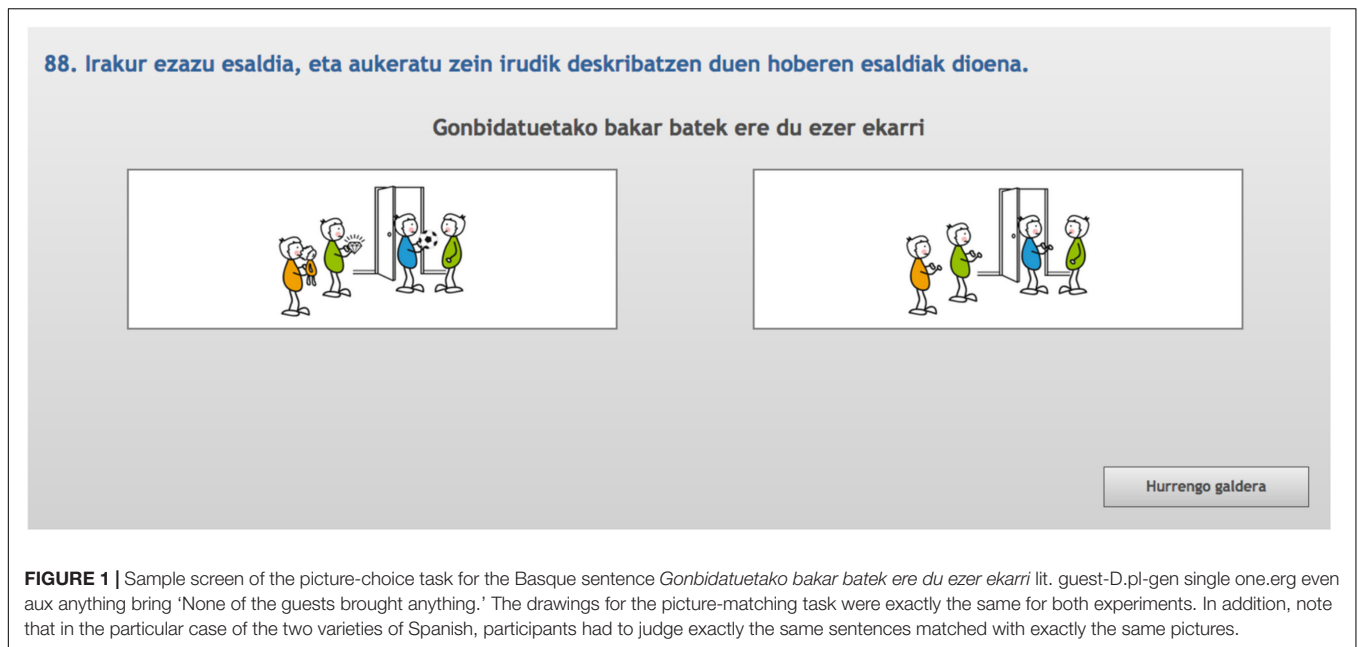 88. Irakur ezazu esaldia, eta aukeratu zein irudik deskribatzen duen hoberen esaldiak dioena.
Gonbidatuetako bakar batek ere du ezer ekarri
Hurrengo galdera
FIGURE 1 | Sample screen of the picture-choice task for the Basque sentence Gonbidatuetako bakar batek ere du ezer ekarri lit. guest-D.pl-gen single one.erg even
aux anything bring ‘None of the guests brought anything.’ The drawings for the picture-matching task were exactly the same for both experiments. In addition, note
that in the particular case of the two varieties of Spanish, participants had to judge exactly the same sentences matched with exactly the same pictures.